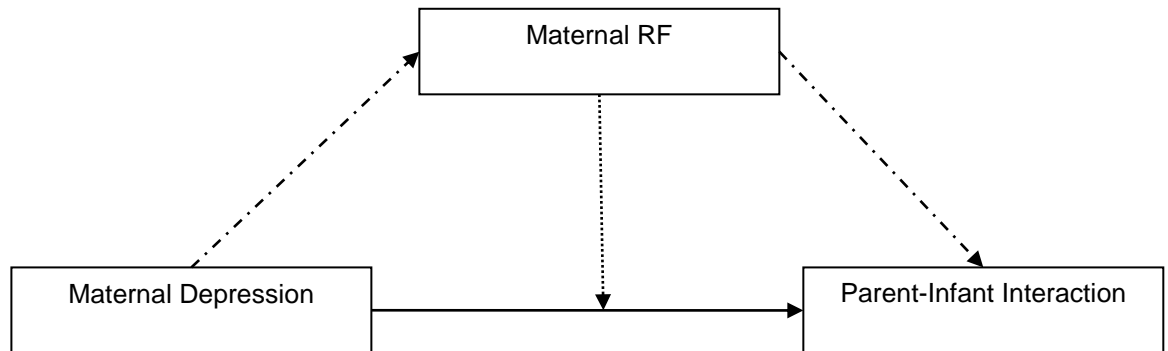 Maternal RF
Maternal Depression
Parent-Infant Interaction